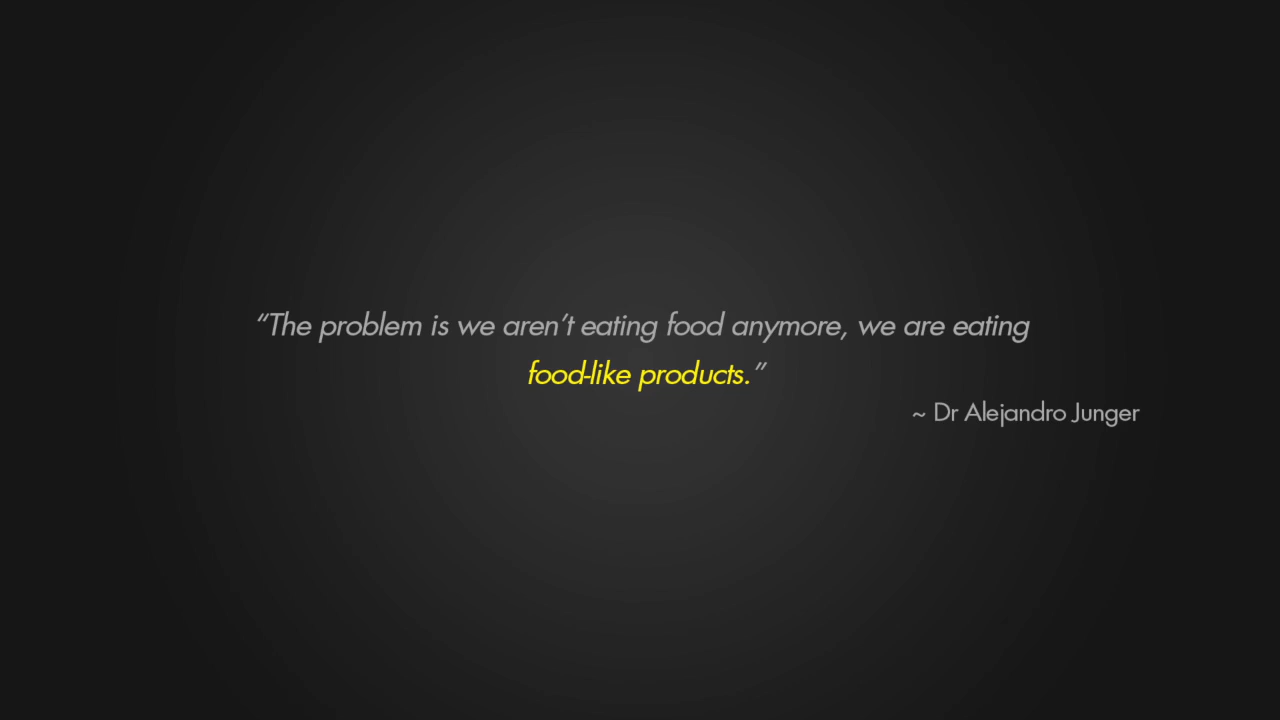 “The problem is we aren’t eating food anymore, we are eating
food-like products.”
~ Dr Alejandro Junger